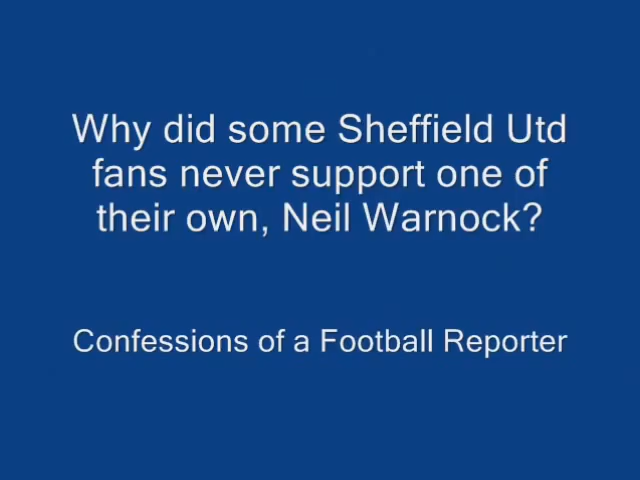 Why did some Sheffield Utd
fans never support one of
their own, Neil Warnock?
Confessions of a Football Reporter